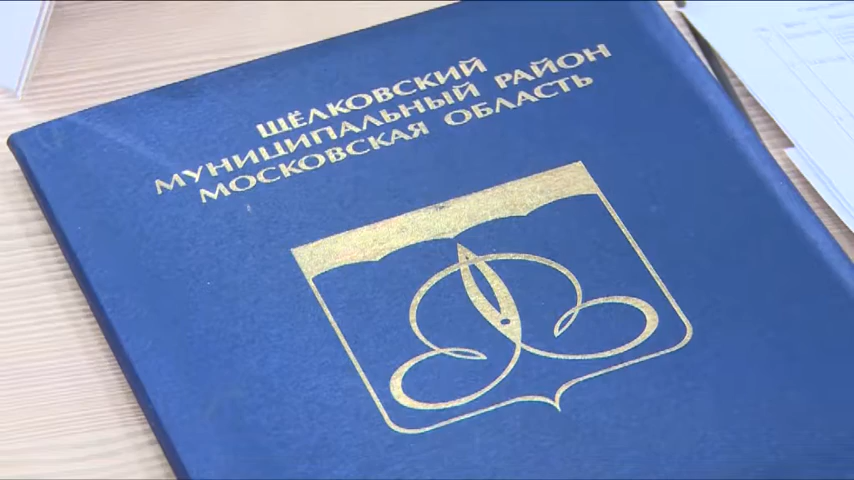 ЩЁЛКОВСКИЙ
МУНИЦИПАЛЬНЫЙ РАЙОН
МОСКОВСКАЯ ОБЛАСТЬ